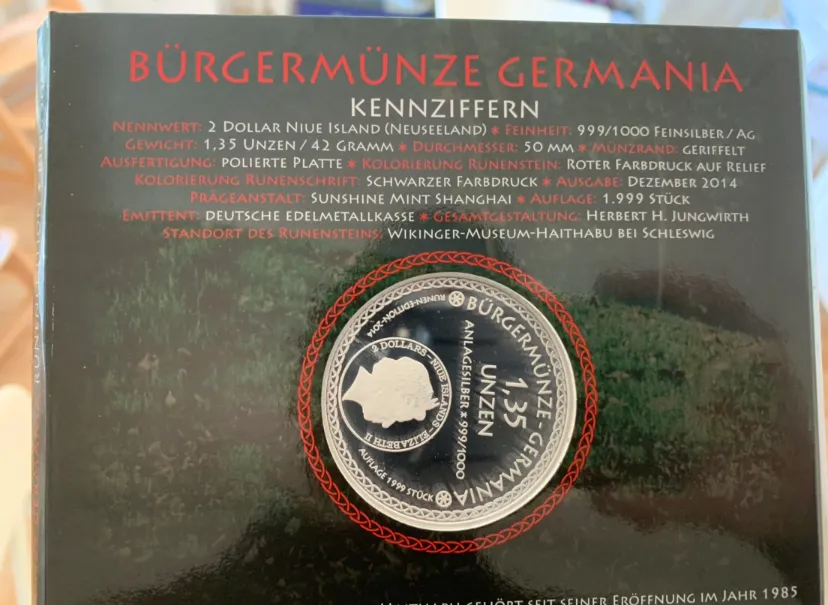 BÜRGERMÜNZE GERMANIA
KENNZIFFERN
NENNWERT: 2 DOLLAR NIUE ISLAND (NEUSEELAND) * FEINHEIT: 999/1000 FEINSILBER / AG
GEWICHT: 1,35 UNZEN / 42 GRAMM * DURCHMESSER: 50 MM * MÜNZRAND: GERIFFELT
AUSFERTIGUNG: POLIERTE PLATTE * KOLORIERUNG RUNENSTEIN: ROTER FARBDRUCK AUF RELIEF
KOLORIERUNG RUNENSCHRIFT: SCHWARZER FARBDRUCK * AUSGABE: DEZEMBER 2014
PRÄGEANSTALT: SUNSHINE MINT SHANGHAI * AUFLAGE: 1.999 STÜCK
EMITTENT: DEUTSCHE EDELMETALLKASSE * GESAMTGESTALTUNG: HERBERT H. JUNGWIRTH
STANDORT DES RUNENSTEINS: WIKINGER-MUSEUM-HAITHABU BEI SCHLESWIG
BÜRGERMÜNZE-GERMANIA
1,35
UNZEN
ANLAGESILBER * 999/1000
RUNEN-EDITION-2014
2 DOLLARS - NIUE ISLANDS - ELIZABETH II
AUFLAGE 1999 STÜCK
HAITHABU GEHÖRT SEIT SEINER ERÖFFNUNG IM JAHR 1985